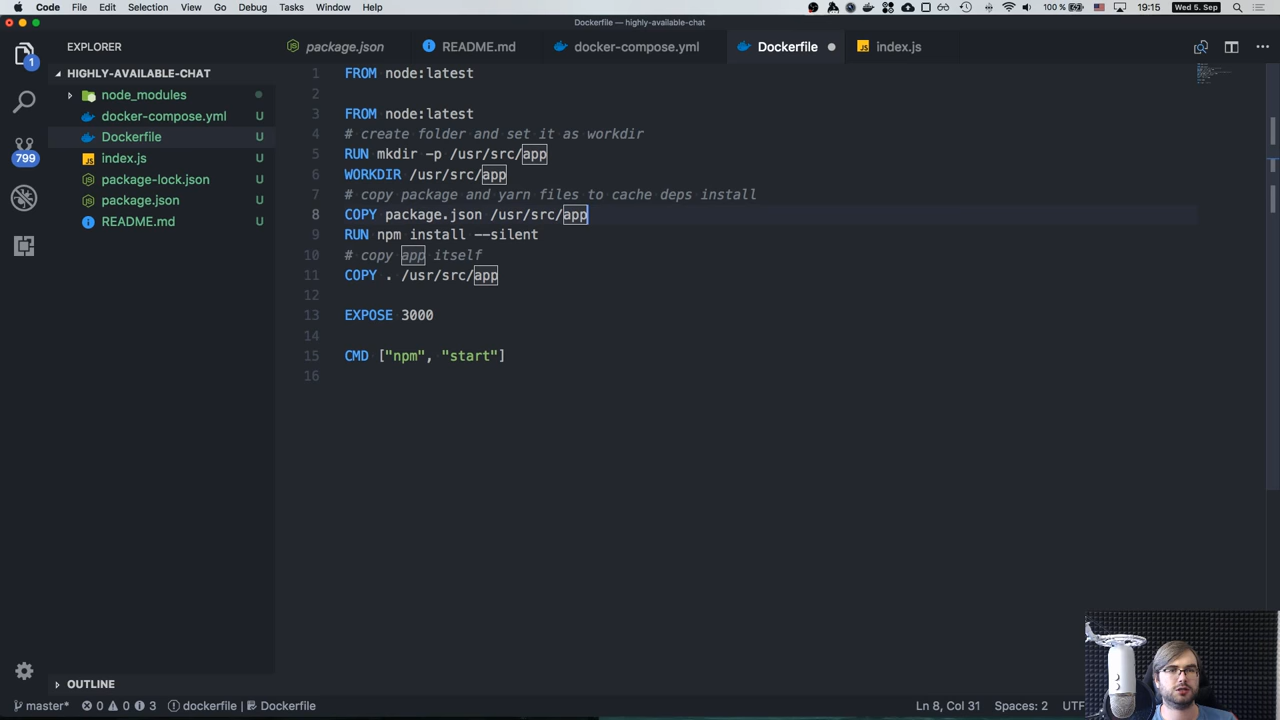 Code File Edit Selection View Go Debug Tasks Window Help 100 % 19:15 Wed 5. Sep
Dockerfile — highly-available-chat
EXPLORER
package.json README.md docker-compose.yml Dockerfile index.js
1
HIGHLY-AVAILABLE-CHAT
node_modules
docker-compose.yml U
Dockerfile U
index.js U
799
package-lock.json U
package.json U
README.md U
1 FROM node:latest
2
3 FROM node:latest
4 # create folder and set it as workdir
5 RUN mkdir -p /usr/src/app
6 WORKDIR /usr/src/app
7 # copy package and yarn files to cache deps install
8 COPY package.json /usr/src/app
9 RUN npm install --silent
10 # copy app itself
11 COPY . /usr/src/app
12
13 EXPOSE 3000
14
15 CMD ["npm", "start"]
16
OUTLINE
master* 0 0 3 dockerfile | Dockerfile Ln 8, Col 31 Spaces: 2 UTF